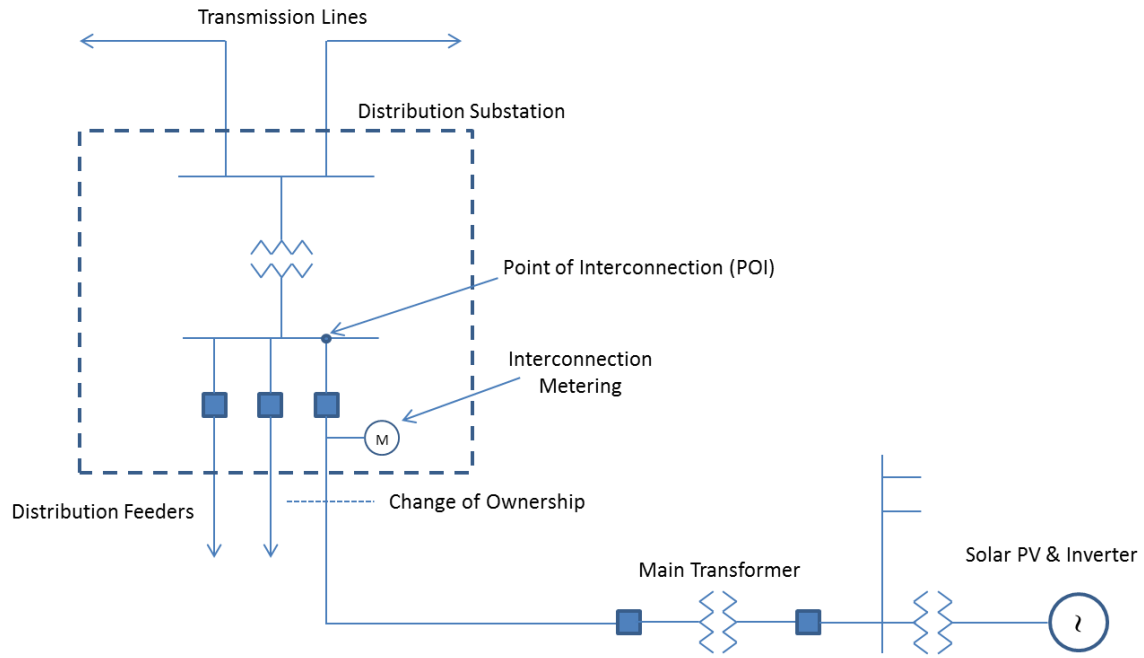 Transmission Lines
Distribution Substation
Point of Interconnection (POI)
Interconnection
Metering
M
Change of Ownership
Distribution Feeders
Main Transformer
Solar PV & Inverter
~